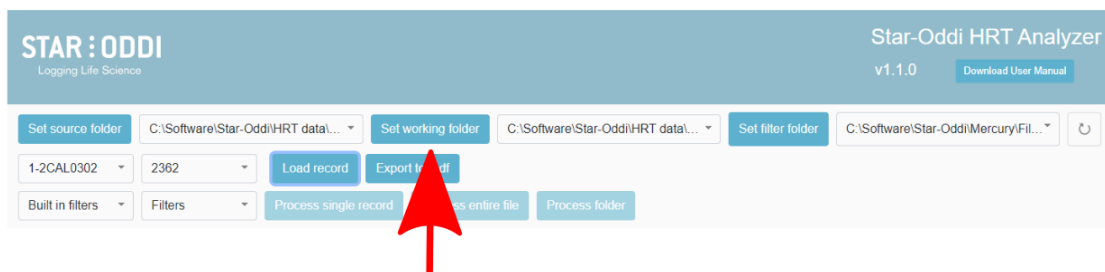 STAR:ODDI
Logging Life Science
Star-Oddi HRT Analyzer
v1.1.0 Download User Manual
Set source folder C:\Software\Star-Oddi\HRT data\... Set working folder C:\Software\Star-Oddi\HRT data\... Set filter folder C:\Software\Star-Oddi\Mercury\Fil...
1-2CAL0302 2362 Load record Export
Built in filters Filters Process single record entire file Process folder